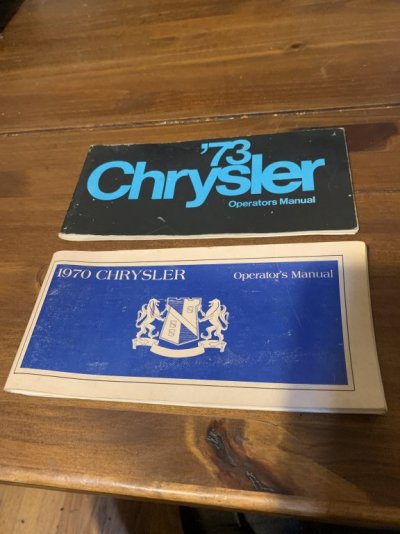 '73
Chrysler
Operators Manual
1970 CHRYSLER Operator's Manual